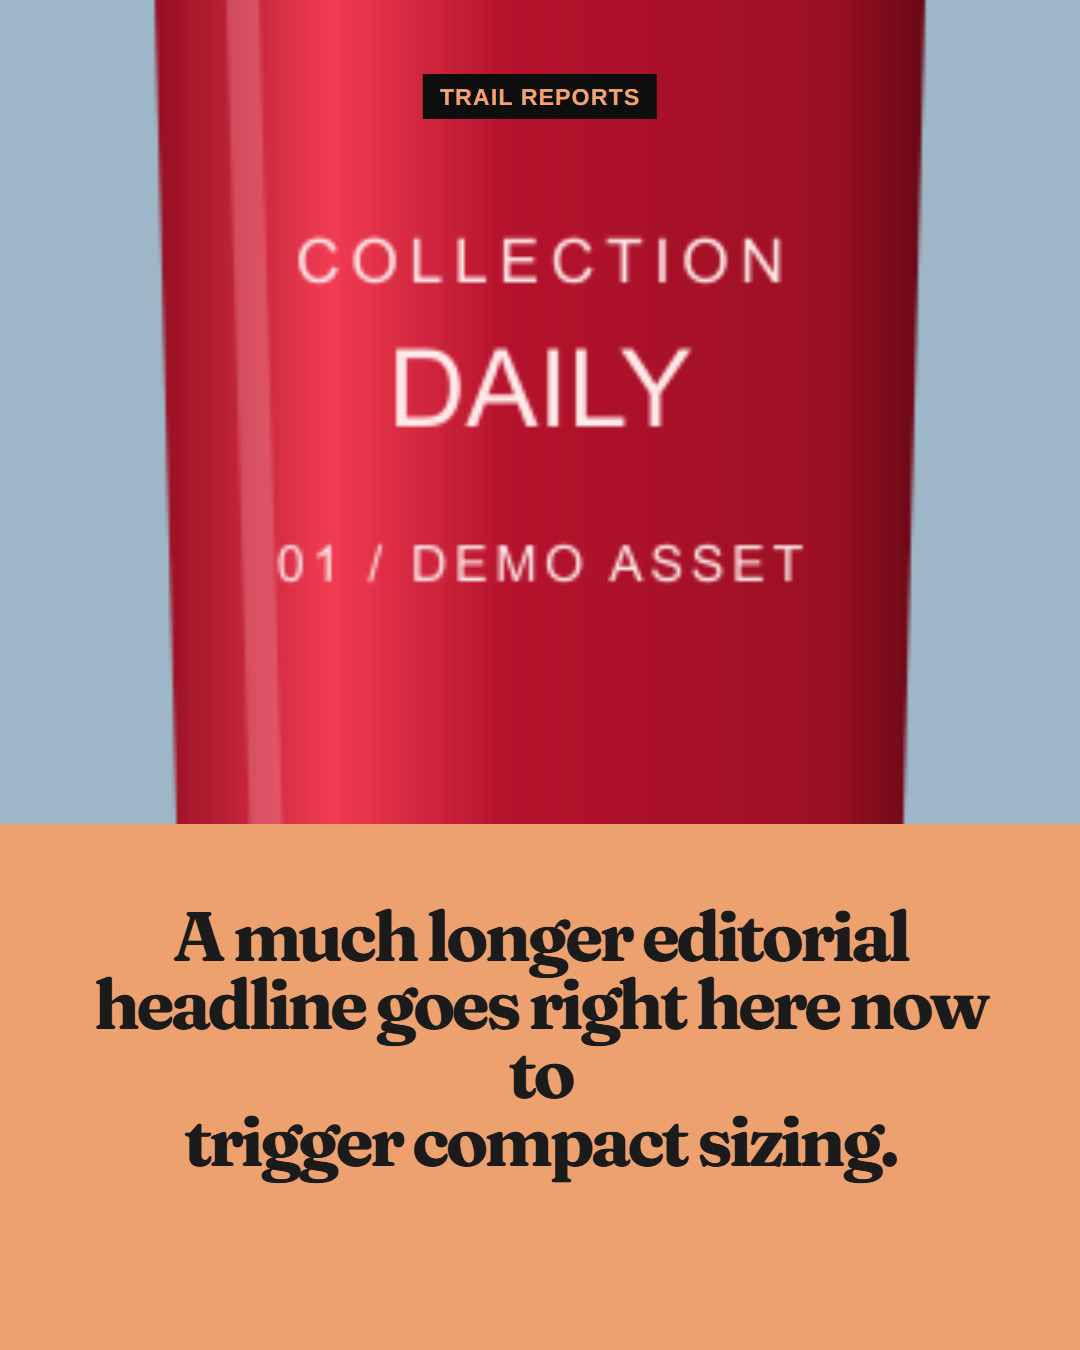 TRAIL REPORTS
COLLECTION
DAILY
01 / DEMO ASSET
A much longer editorial
headline goes right here now
to
trigger compact sizing.